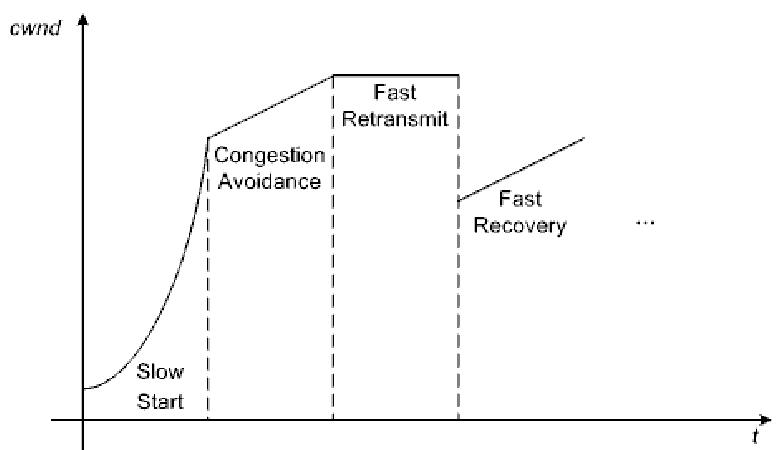 cwnd
Fast
Retransmit
Congestion
Avoidance
Fast
Recovery
...
Slow
Start
t